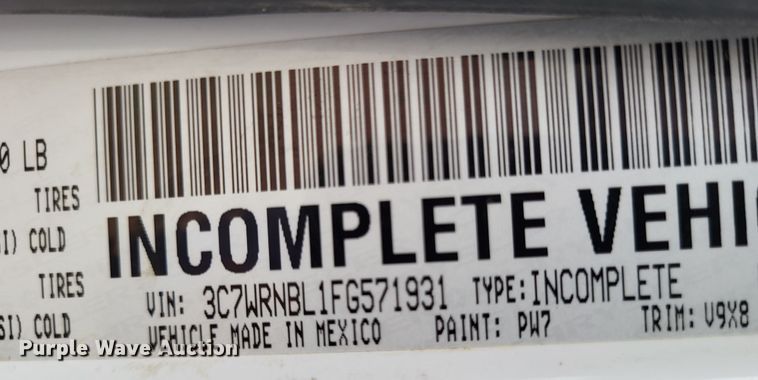 0 LB
TIRES
SI) COLD
TIRES
SI) COLD
INCOMPLETE VEHI
VIN: 3C7WRNBL1FG571931 TYPE: INCOMPLETE
VEHICLE MADE IN MEXICO PAINT: PW7 TRIM: V9X8
Purple Wave Auction